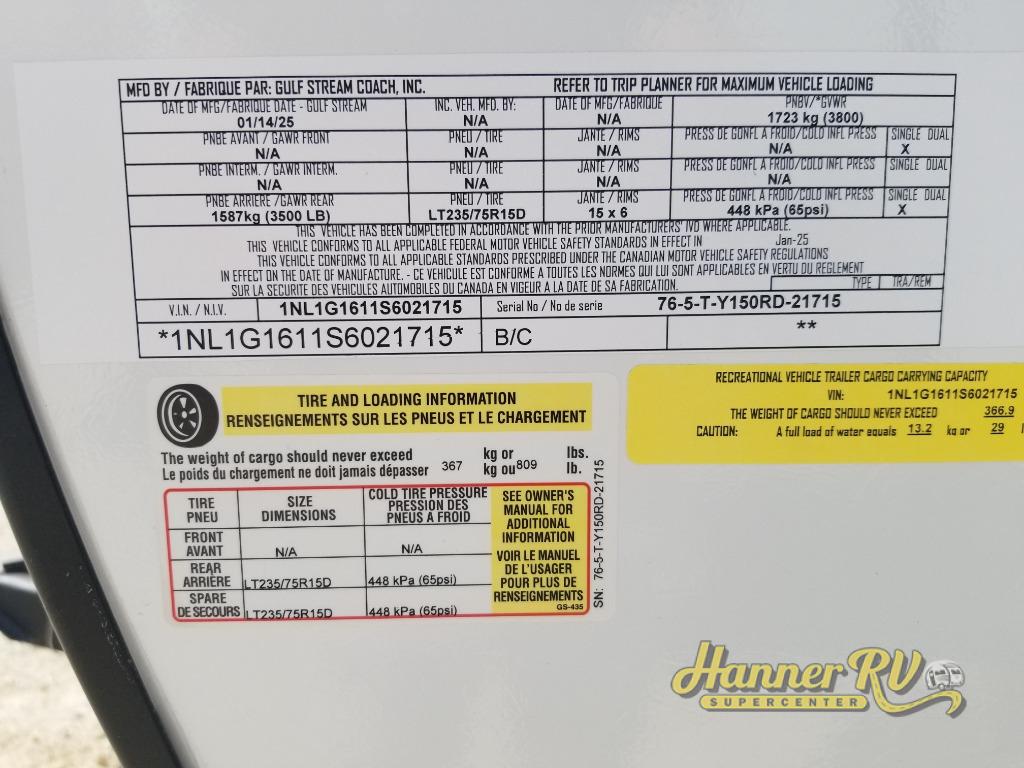 MFD BY / FABRIQUE PAR: GULF STREAM COACH, INC. REFER TO TRIP PLANNER FOR MAXIMUM VEHICLE LOADING
DATE OF MFG/FABRIQUE DATE - GULF STREAM INC. VEH. MFD. BY: DATE OF MFG/FABRIQUE PNBV/*GVWR
01/14/25 N/A N/A 1723 kg (3800)
PNBE AVANT / GAWR FRONT PNEU / TIRE JANTE / RIMS PRESS DE GONFL A FROID/COLD INFL PRESS SINGLE DUAL
N/A N/A N/A N/A X
PNBE INTERM. / GAWR INTERM. PNEU / TIRE JANTE / RIMS PRESS DE GONFL A FROID/COLD INFL PRESS SINGLE DUAL
N/A N/A N/A N/A
PNBE ARRIERE /GAWR REAR PNEU / TIRE JANTE / RIMS PRESS DE GONFL A FROID/COLD INFL PRESS SINGLE DUAL
1587kg (3500 LB) LT235/75R15D 15 x 6 448 kPa (65psi) X
THIS VEHICLE HAS BEEN COMPLETED IN ACCORDANCE WITH THE PRIOR MANUFACTURERS' IVD WHERE APPLICABLE.
THIS VEHICLE CONFORMS TO ALL APPLICABLE FEDERAL MOTOR VEHICLE SAFETY STANDARDS IN EFFECT IN Jan-25
THIS VEHICLE CONFORMS TO ALL APPLICABLE STANDARDS PRESCRIBED UNDER THE CANADIAN MOTOR VEHICLE SAFETY REGULATIONS
IN EFFECT ON THE DATE OF MANUFACTURE. - CE VEHICULE EST CONFORME A TOUTES LES NORMES QUI LUI SONT APPLICABLES EN VERTU DU REGLEMENT
SUR LA SECURITE DES VEHICULES AUTOMOBILES DU CANADA EN VIGEUR A LA DATE DE SA FABRICATION. TYPE TRA/REM
V.I.N. / N.I.V. 1NL1G1611S6021715 Serial No / No de serie 76-5-T-Y150RD-21715
*1NL1G1611S6021715* B/C **
TIRE AND LOADING INFORMATION
RENSEIGNEMENTS SUR LES PNEUS ET LE CHARGEMENT
The weight of cargo should never exceed kg or lbs.
Le poids du chargement ne doit jamais dépasser 367 kg ou 809 lb.
TIRE PNEU
SIZE DIMENSIONS
COLD TIRE PRESSURE
PRESSION DES
PNEUS A FROID
FRONT
AVANT N/A N/A
REAR
ARRIÈRE LT235/75R15D 448 kPa (65psi)
SPARE
DE SECOURS LT235/75R15D 448 kPa (65psi)
SEE OWNER'S
MANUAL FOR
ADDITIONAL
INFORMATION
VOIR LE MANUEL
DE L'USAGER
POUR PLUS DE
RENSEIGNEMENTS
GS-435
SN: 76-5-T-Y150RD-21715
RECREATIONAL VEHICLE TRAILER CARGO CARRYING CAPACITY
VIN: 1NL1G1611S6021715
THE WEIGHT OF CARGO SHOULD NEVER EXCEED 366.9
CAUTION: A full load of water equals 13.2 kg or 29
Hanner RV
SUPERCENTER